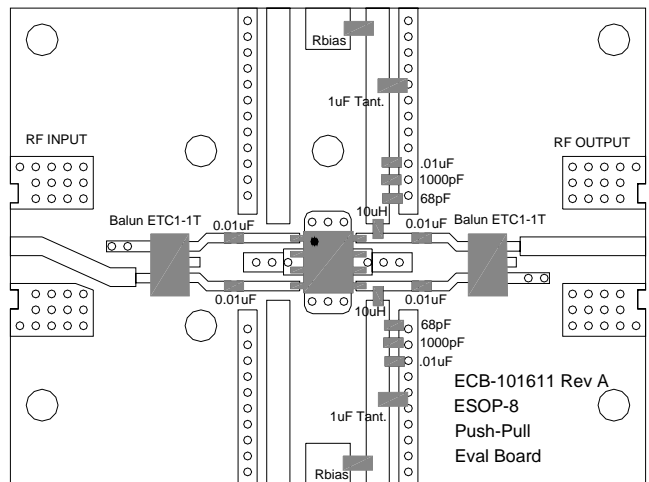 Rbias
1uF Tant.
RF INPUT
RF OUTPUT
.01uF
1000pF
68pF
10uH
Balun ETC1-1T
0.01uF
0.01uF
Balun ETC1-1T
0.01uF
0.01uF
10uH
68pF
1000pF
.01uF
1uF Tant.
Rbias
ECB-101611 Rev A
ESOP-8
Push-Pull
Eval Board